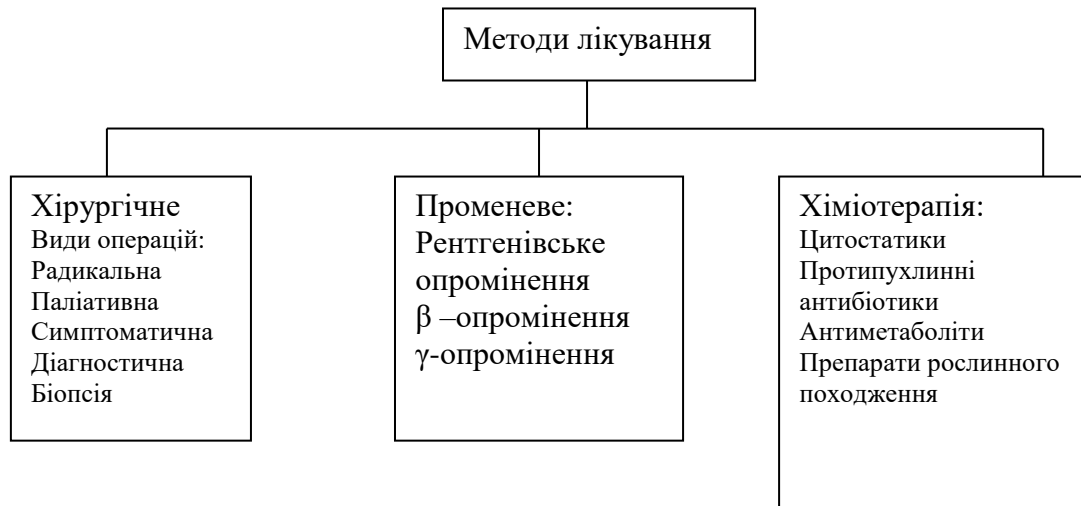 Методи лікування
Хірургічне
Види операцій:
Радикальна
Паліативна
Симптоматична
Діагностична
Біопсія
Променеве:
Рентгенівське
опромінення
β –опромінення
γ-опромінення
Хіміотерапія:
Цитостатики
Протипухлинні
антибіотики
Антиметаболіти
Препарати рослинного
походження